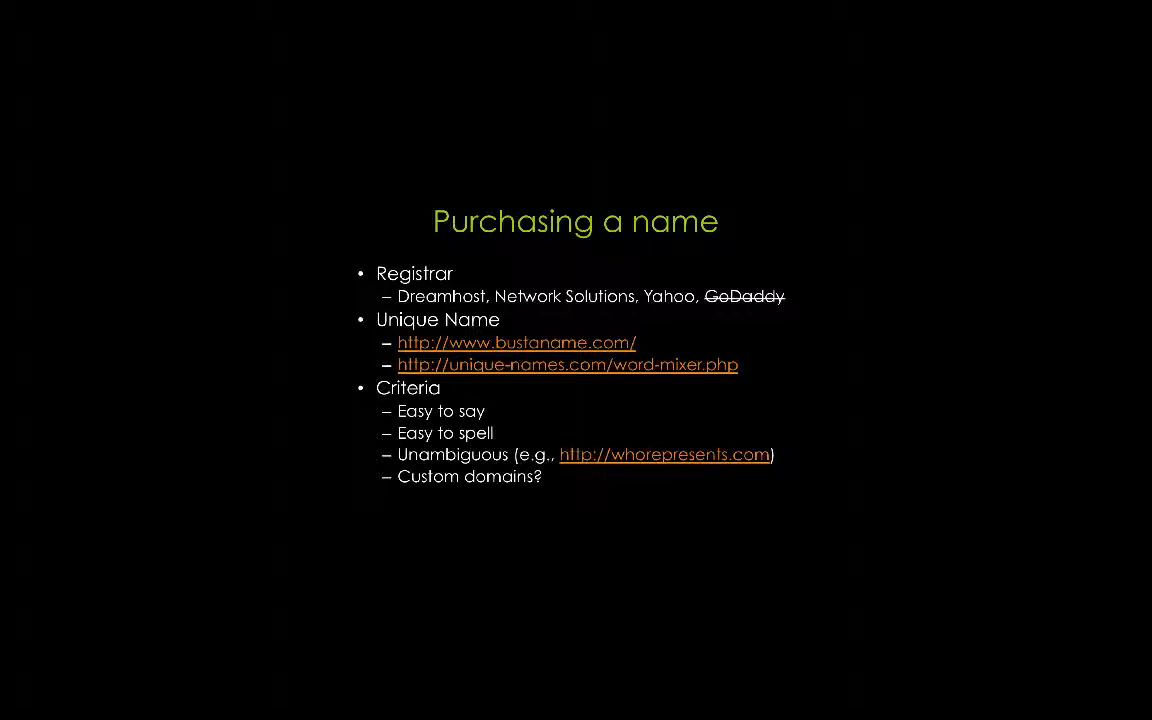 Purchasing a name
• Registrar
– Dreamhost, Network Solutions, Yahoo, GoDaddy
• Unique Name
– http://www.bustaname.com/
– http://unique-names.com/word-mixer.php
• Criteria
– Easy to say
– Easy to spell
– Unambiguous (e.g., http://whorepresents.com)
– Custom domains?